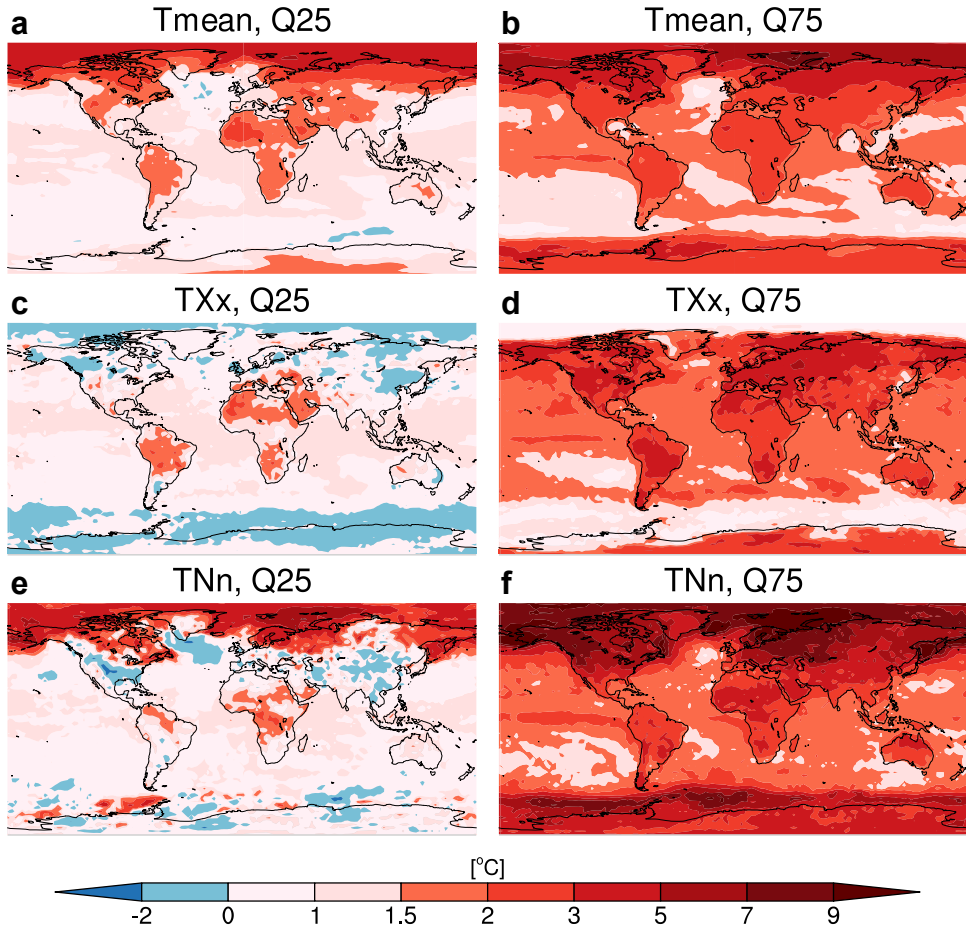 a Tmean, Q25
b Tmean, Q75
c TXx, Q25
d TXx, Q75
e TNn, Q25
f TNn, Q75
[°C]
-2 0 1 1.5 2 3 5 7 9